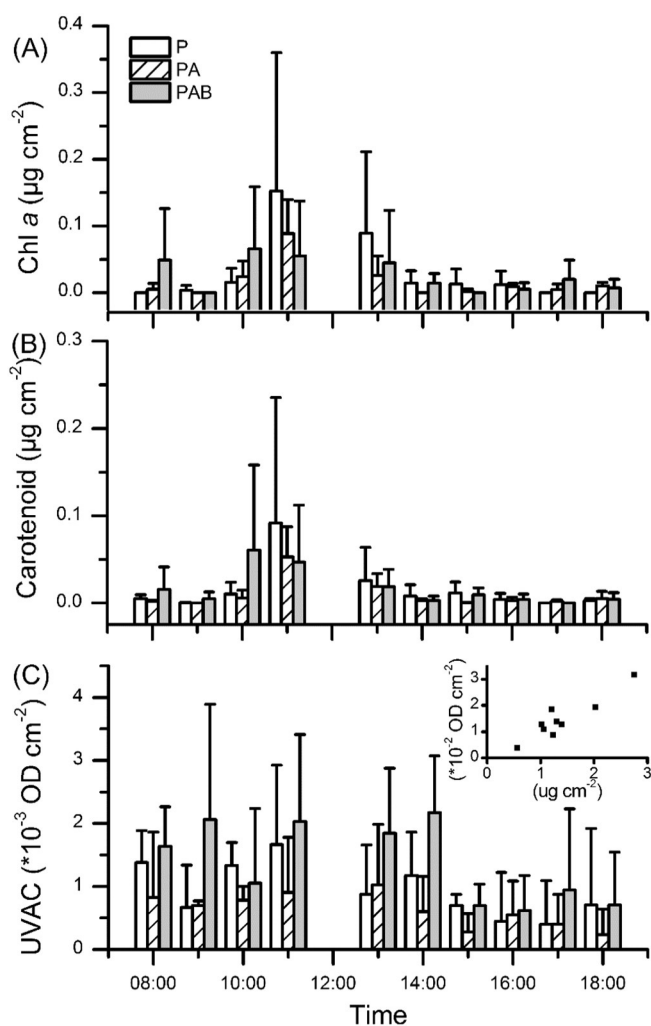 (A)
P
PA
PAB
0.4
0.3
0.2
0.1
0.0
Chl a (µg cm⁻²)
(B)
0.3
0.2
0.1
0.0
Carotenoid (µg cm⁻²)
(C)
4
3
2
1
0
UVAC (*10⁻³ OD cm⁻²)
3
2
1
0
(*10⁻² OD cm⁻²)
0 1 2 3
(ug cm⁻²)
08:00 10:00 12:00 14:00 16:00 18:00
Time